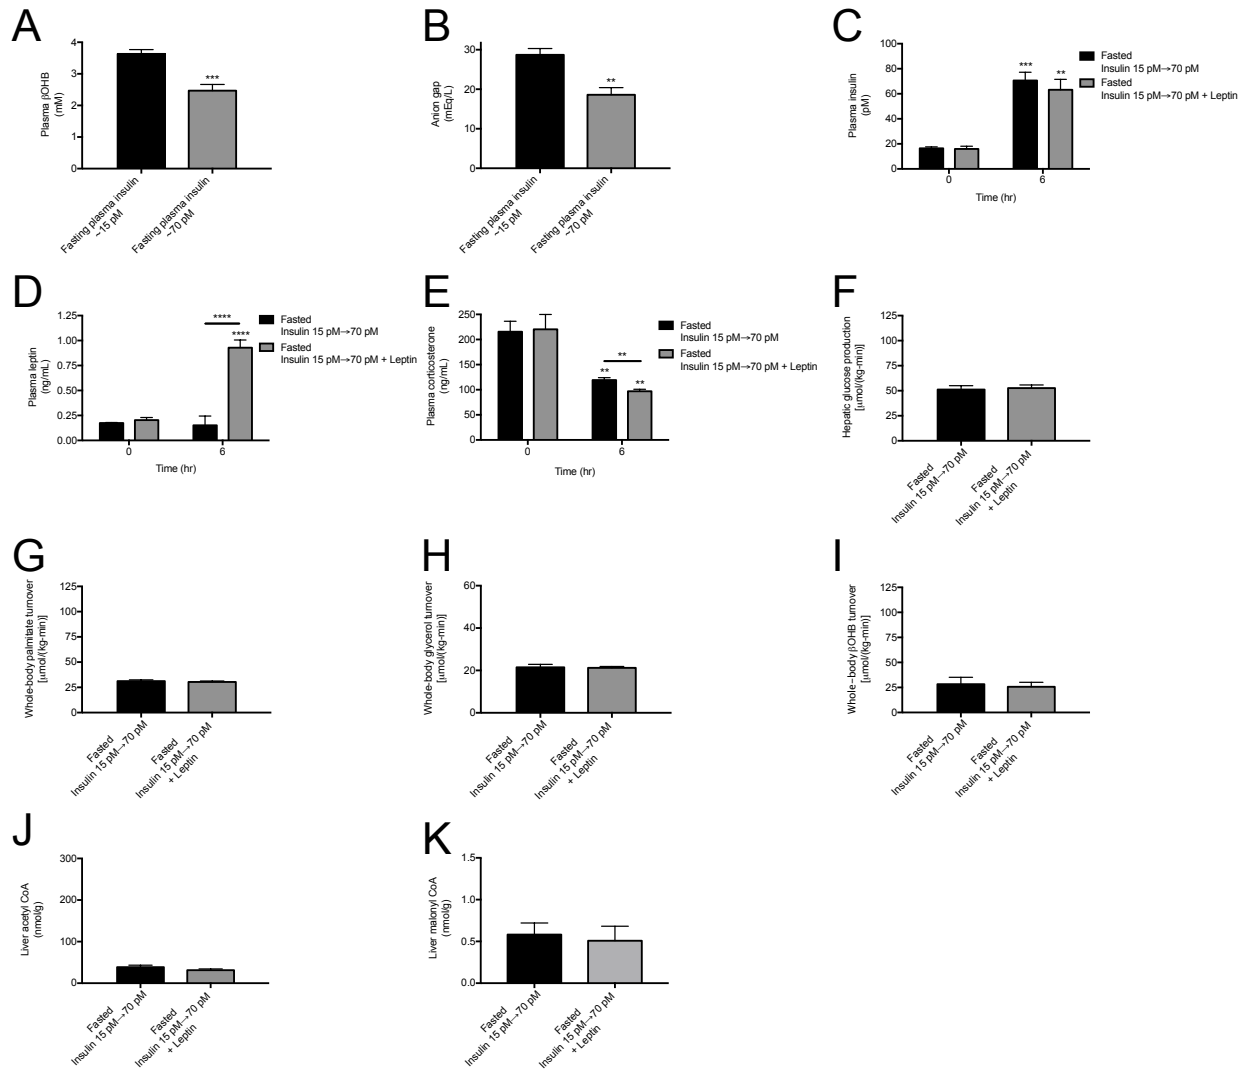 A
Plasma βOHB
(mM)
4
3
2
1
0
***
Fasting plasma insulin
~15 pM
Fasting plasma insulin
~70 pM
B
Anion gap
(mEq/L)
30
20
10
0
**
Fasting plasma insulin
~15 pM
Fasting plasma insulin
~70 pM
C
Plasma insulin
(pM)
100
80
60
40
20
0
***
**
0
6
Time (hr)
Fasted
Insulin 15 pM→70 pM
Fasted
Insulin 15 pM→70 pM + Leptin
D
Plasma leptin
(ng/mL)
1.25
1.00
0.75
0.50
0.25
0.00
****
****
0
6
Time (hr)
Fasted
Insulin 15 pM→70 pM
Fasted
Insulin 15 pM→70 pM + Leptin
E
Plasma corticosterone
(ng/mL)
250
200
150
100
50
0
**
**
**
0
6
Time (hr)
Fasted
Insulin 15 pM→70 pM
Fasted
Insulin 15 pM→70 pM + Leptin
F
Hepatic glucose production
[μmol/(kg-min)]
125
100
75
50
25
0
Fasted
Insulin 15 pM→70 pM
Fasted
Insulin 15 pM→70 pM
+ Leptin
G
Whole-body palmitate turnover
[μmol/(kg-min)]
125
100
75
50
25
0
Fasted
Insulin 15 pM→70 pM
Fasted
Insulin 15 pM→70 pM
+ Leptin
H
Whole-body glycerol turnover
[μmol/(kg-min)]
60
40
20
0
Fasted
Insulin 15 pM→70 pM
Fasted
Insulin 15 pM→70 pM
+ Leptin
I
Whole-body βOHB turnover
[μmol/(kg-min)]
125
100
75
50
25
0
Fasted
Insulin 15 pM→70 pM
Fasted
Insulin 15 pM→70 pM
+ Leptin
J
Liver acetyl CoA
(nmol/g)
300
200
100
0
Fasted
Insulin 15 pM→70 pM
Fasted
Insulin 15 pM→70 pM
+ Leptin
K
Liver malonyl CoA
(nmol/g)
1.5
1.0
0.5
0.0
Fasted
Insulin 15 pM→70 pM
Fasted
Insulin 15 pM→70 pM
+ Leptin